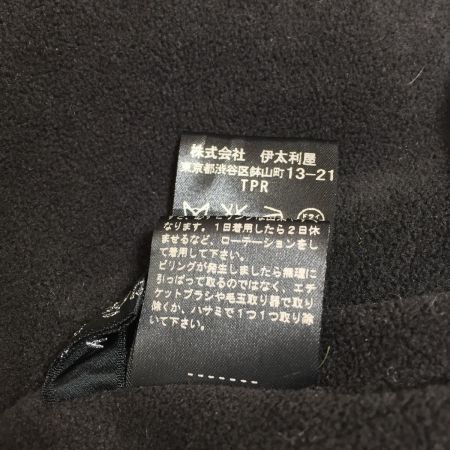 株式会社 伊太利屋
東京都渋谷区鉢山町13-21
TPR
ドライ
なります。1日着用したら2日休
ませるなど、ローテーションをし
て着用して下さい。
ピリングが発生しましたら無理に
引っぱって取るのではなく、エチ
ケットブラシや毛玉取り器で取り
除くか、ハサミで1つ1つ取り除
いて下さい。